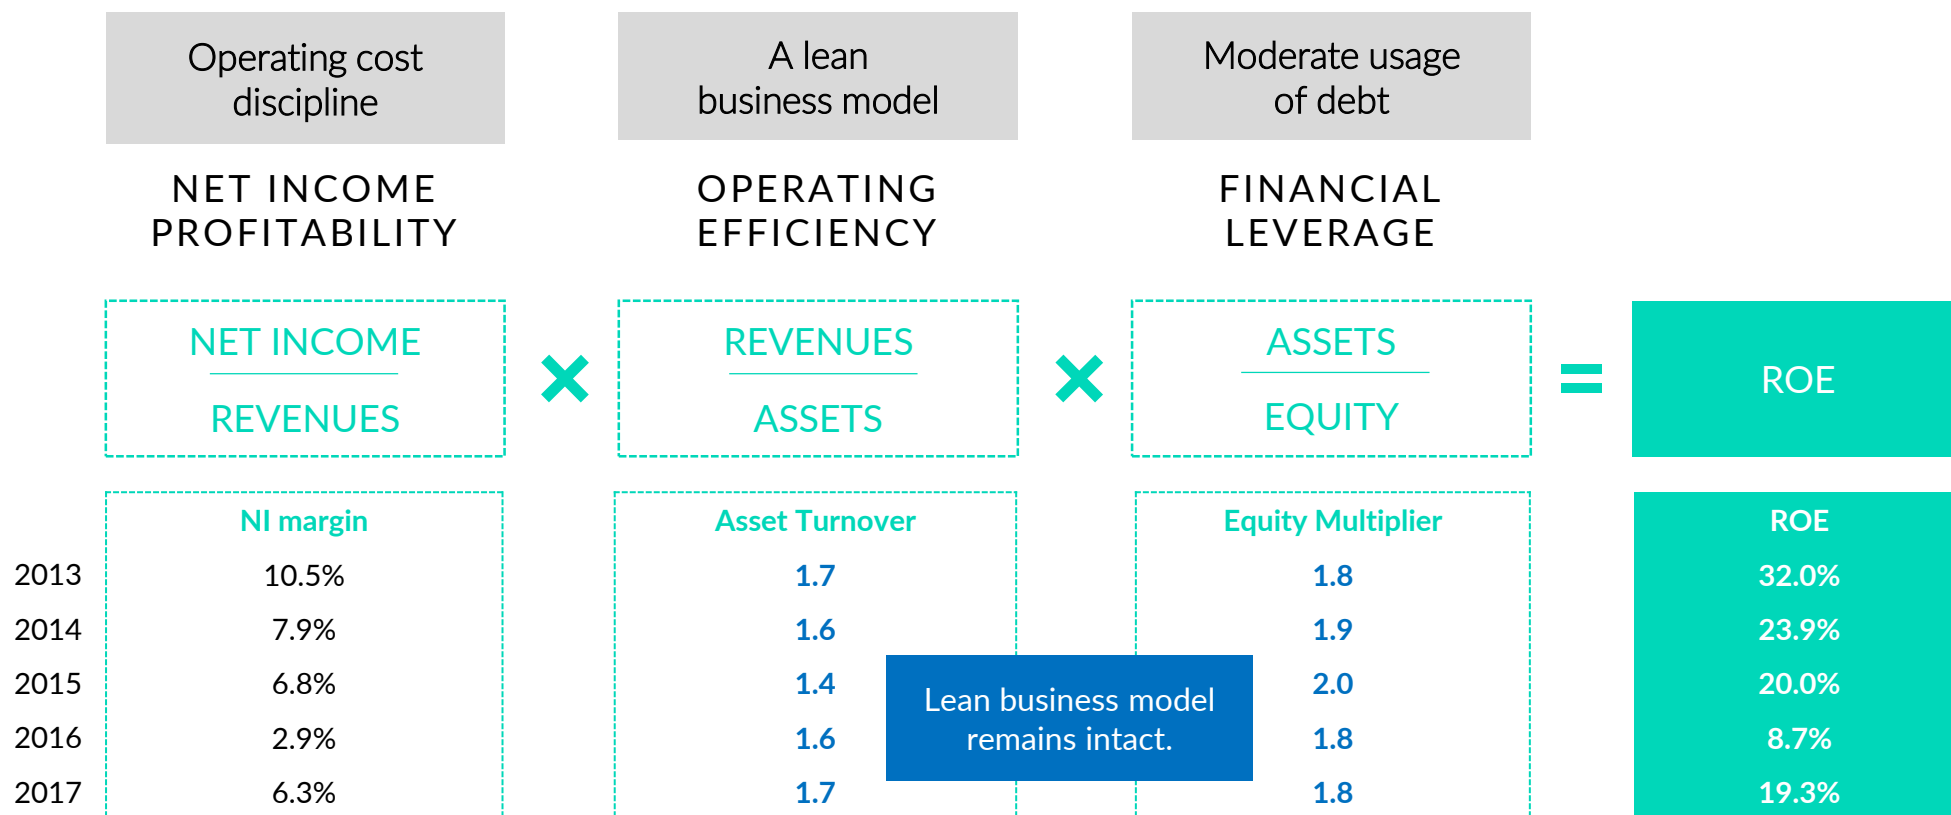 Operating cost
discipline
A lean
business model
Moderate usage
of debt
NET INCOME
PROFITABILITY
OPERATING
EFFICIENCY
FINANCIAL
LEVERAGE
NET INCOME
REVENUES
×
REVENUES
ASSETS
×
ASSETS
EQUITY
=
ROE
NI margin Asset Turnover Equity Multiplier ROE
2013 10.5% 1.7 1.8 32.0%
2014 7.9% 1.6 1.9 23.9%
2015 6.8% 1.4 2.0 20.0%
2016 2.9% 1.6 1.8 8.7%
2017 6.3% 1.7 1.8 19.3%
Lean business model
remains intact.